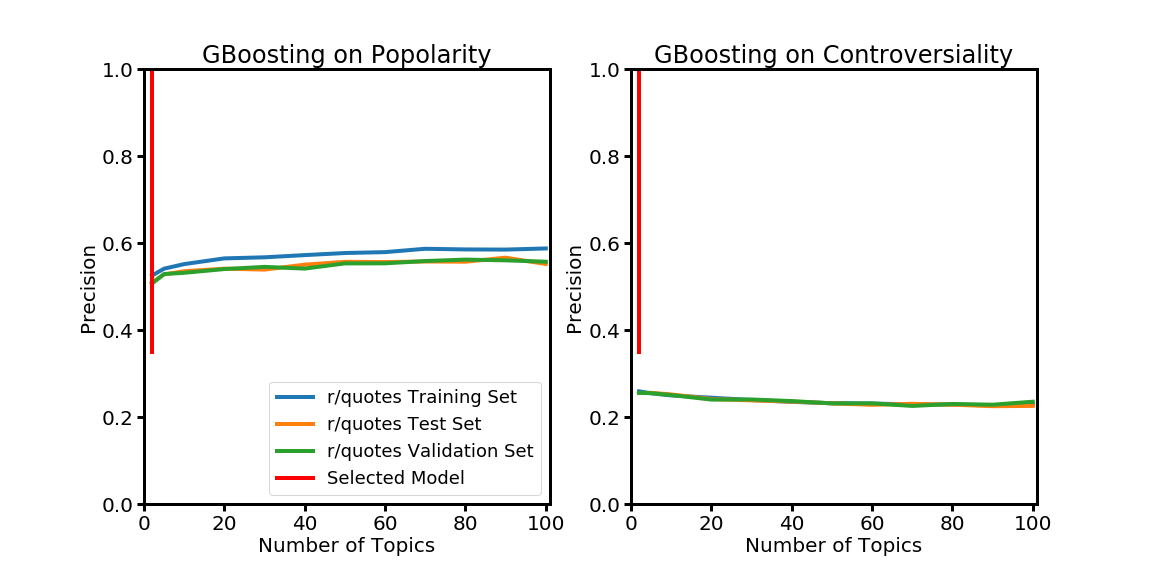 GBoosting on Popolarity
1.0
0.8
0.6
0.4
0.2
0.0
Precision
r/quotes Training Set
r/quotes Test Set
r/quotes Validation Set
Selected Model
0 20 40 60 80 100
Number of Topics
GBoosting on Controversiality
1.0
0.8
0.6
0.4
0.2
0.0
Precision
0 20 40 60 80 100
Number of Topics